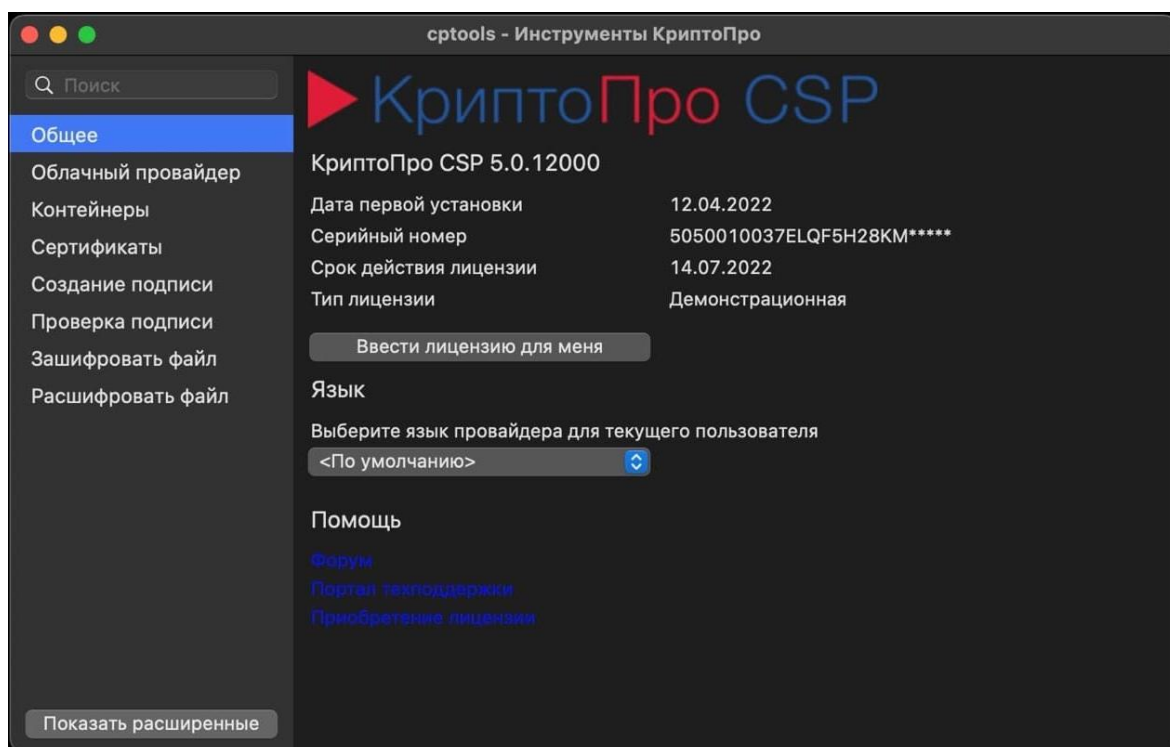 cptools - Инструменты КриптоПро
Поиск
Общее
Облачный провайдер
Контейнеры
Сертификаты
Создание подписи
Проверка подписи
Зашифровать файл
Расшифровать файл
Показать расширенные
КриптоПро CSP
КриптоПро CSP 5.0.12000
Дата первой установки 12.04.2022
Серийный номер 5050010037ELQF5H28KM*****
Срок действия лицензии 14.07.2022
Тип лицензии Демонстрационная
Ввести лицензию для меня
Язык
Выберите язык провайдера для текущего пользователя
<По умолчанию>
Помощь
Форум
Портал техподдержки
Приобретение лицензии